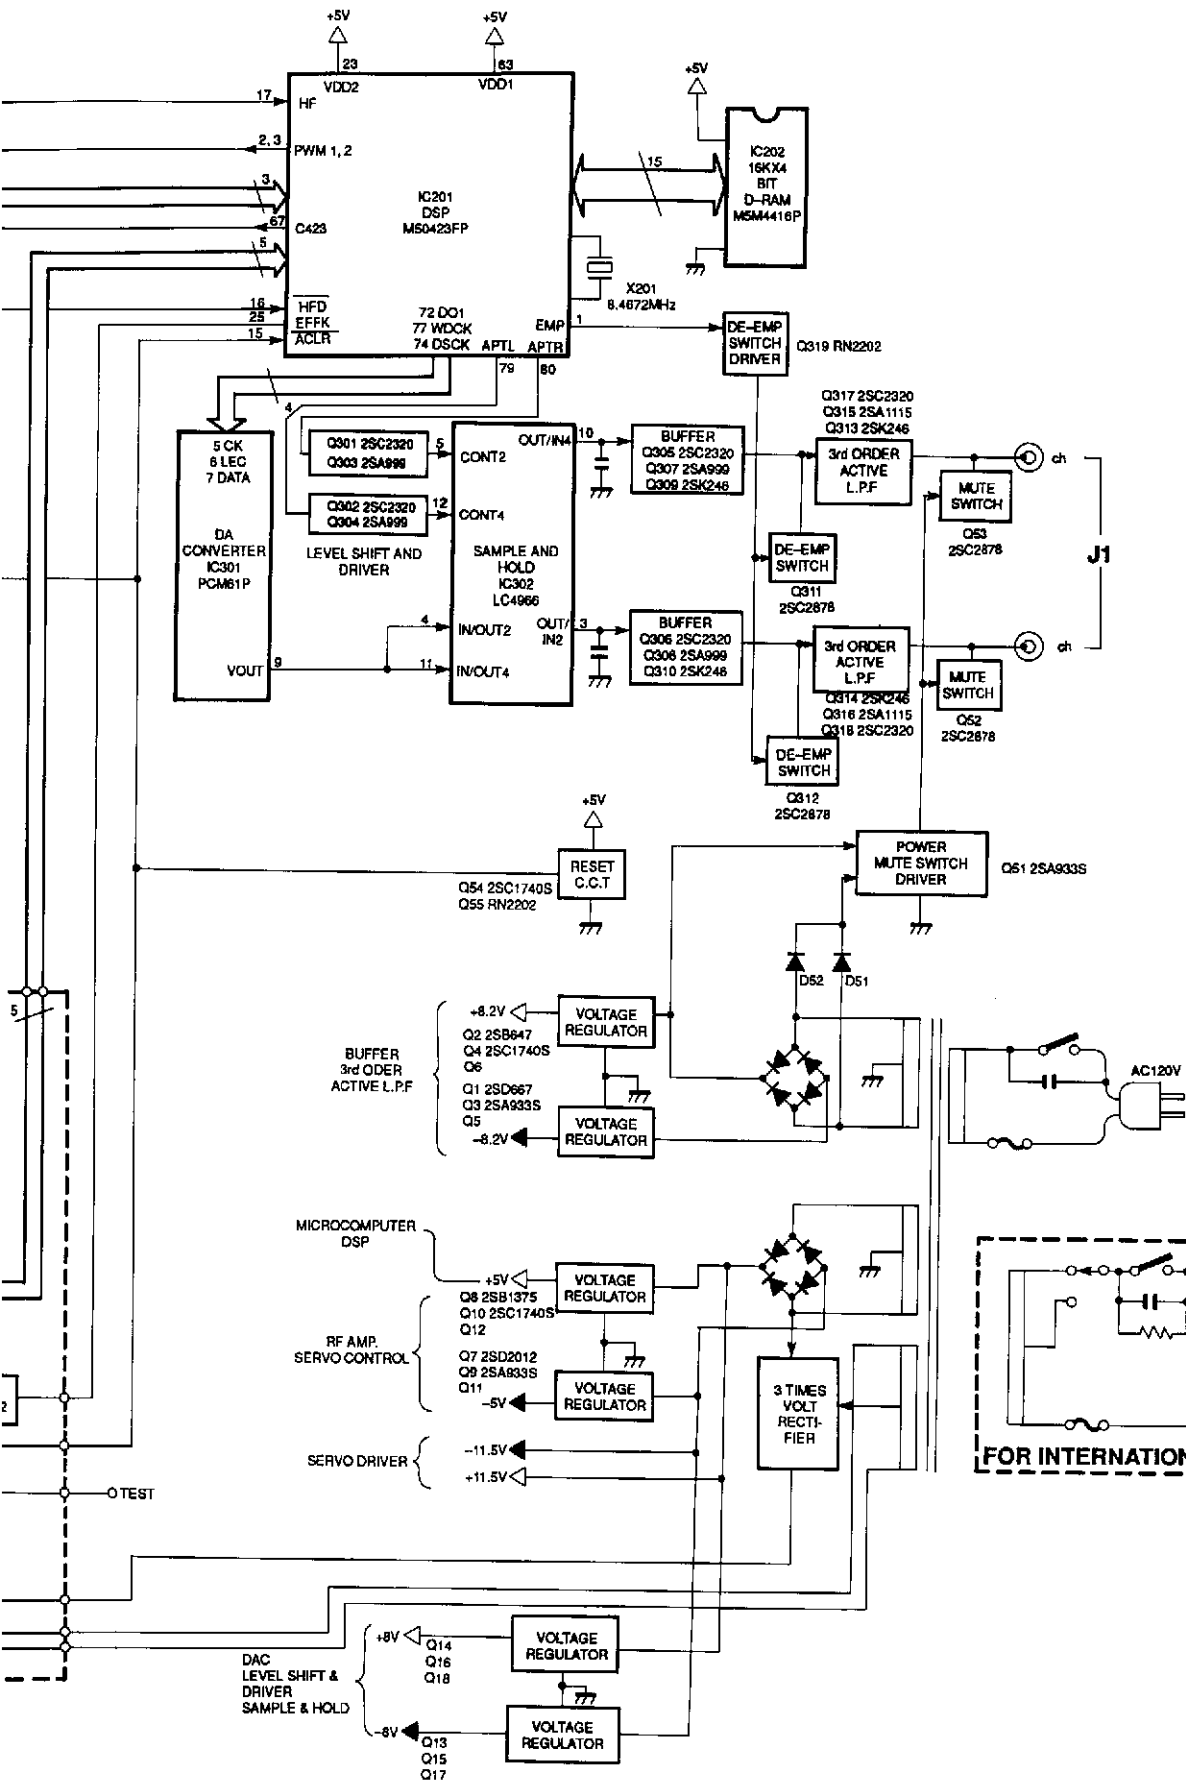 +5V
+5V
23
63
VDD2
VDD1
+5V
17
HF
2, 3
PWM 1, 2
15
IC202
16KX4
BIT
D-RAM
M5M4416P
3
IC201
DSP
M50423FP
67
C423
5
X201
8.4672MHz
16
HFD
25
EFFK
15
ACLR
72 DO1
77 WDCK
74 DSCK
APTL
APTR
EMP
1
79
80
DE-EMP
SWITCH
DRIVER
Q319 RN2202
4
Q317 2SC2320
Q315 2SA1115
Q313 2SK246
5 CK
6 LEC
7 DATA
Q301 2SC2320
Q303 2SA999
5
CONT2
OUT/IN4
10
BUFFER
Q305 2SC2320
Q307 2SA999
Q309 2SK246
3rd ORDER
ACTIVE
L.P.F
ch
MUTE
SWITCH
Q302 2SC2320
Q304 2SA999
12
CONT4
Q53
2SC2878
LEVEL SHIFT AND
DRIVER
DA
CONVERTER
IC301
PCM61P
SAMPLE AND
HOLD
IC302
LC4966
DE-EMP
SWITCH
Q311
2SC2878
J1
4
IN/OUT2
OUT/
IN2
3
BUFFER
Q306 2SC2320
Q308 2SA999
Q310 2SK246
3rd ORDER
ACTIVE
L.P.F
ch
VOUT
9
11
IN/OUT4
MUTE
SWITCH
Q314 2SK246
Q316 2SA1115
Q318 2SC2320
Q52
2SC2878
DE-EMP
SWITCH
Q312
2SC2878
+5V
RESET
C.C.T
Q54 2SC1740S
Q55 RN2202
POWER
MUTE SWITCH
DRIVER
Q51 2SA933S
D52
D51
5
BUFFER
3rd ODER
ACTIVE L.P.F
+8.2V
Q2 2SB647
Q4 2SC1740S
Q6
Q1 2SD667
Q3 2SA933S
Q5
-8.2V
VOLTAGE
REGULATOR
VOLTAGE
REGULATOR
AC120V
MICROCOMPUTER
DSP
+5V
Q8 2SB1375
Q10 2SC1740S
Q12
VOLTAGE
REGULATOR
RF AMP.
SERVO CONTROL
Q7 2SD2012
Q9 2SA933S
Q11
-5V
VOLTAGE
REGULATOR
3 TIMES
VOLT
RECTI-
FIER
2
SERVO DRIVER
-11.5V
+11.5V
FOR INTERNATION
TEST
DAC
LEVEL SHIFT &
DRIVER
SAMPLE & HOLD
+8V
Q14
Q16
Q18
VOLTAGE
REGULATOR
-8V
Q13
Q15
Q17
VOLTAGE
REGULATOR